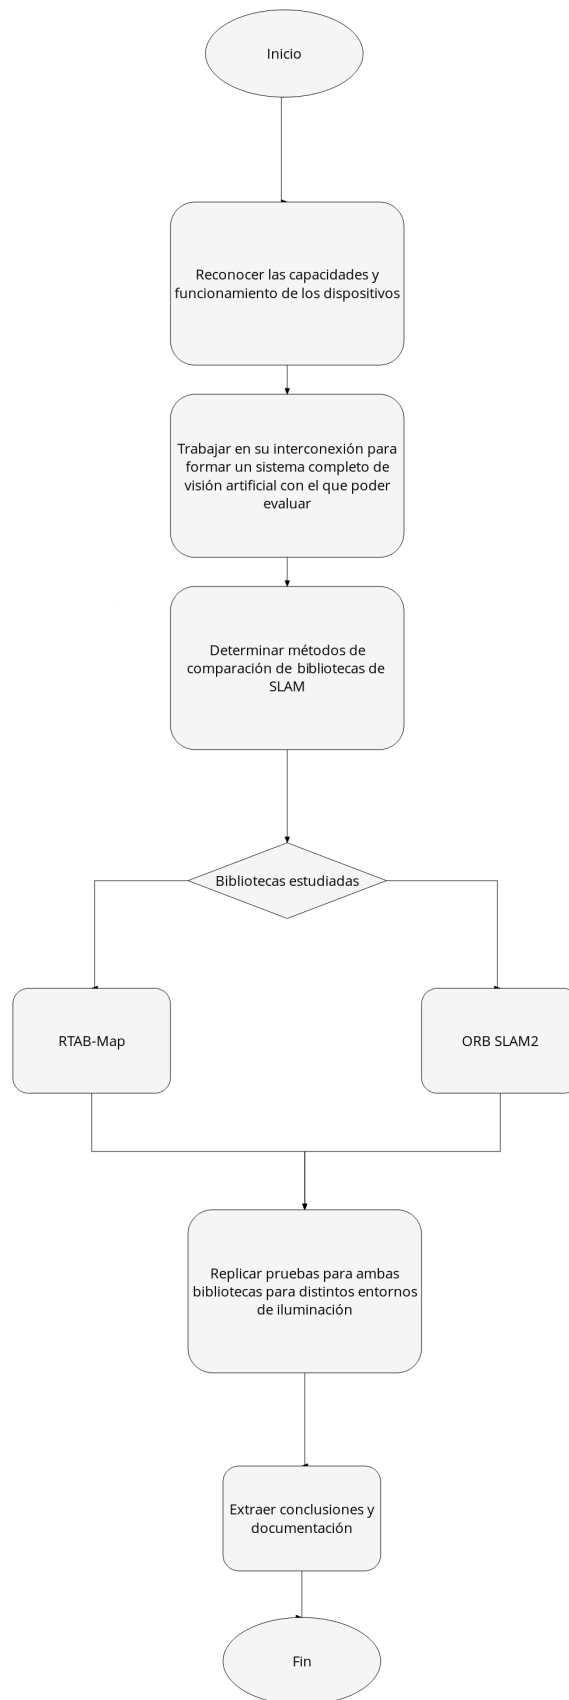 Inicio
Reconocer las capacidades y
funcionamiento de los dispositivos
Trabajar en su interconexión para
formar un sistema completo de
visión artificial con el que poder
evaluar
Determinar métodos de
comparación de bibliotecas de
SLAM
Bibliotecas estudiadas
RTAB-Map
ORB SLAM2
Replicar pruebas para ambas
bibliotecas para distintos entornos
de iluminación
Extraer conclusiones y
documentación
Fin